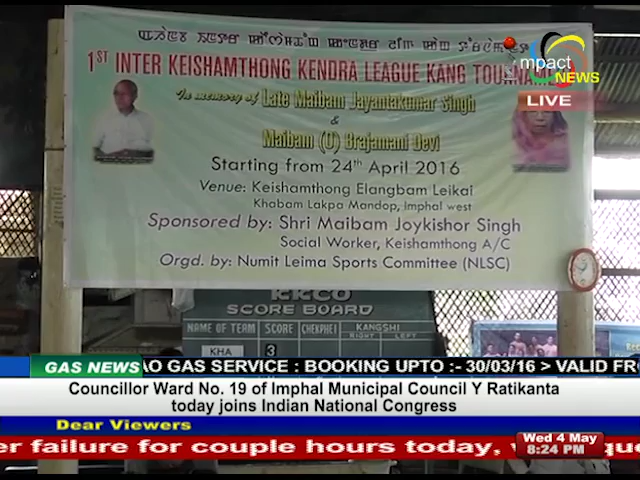 1ST INTER KEISHAMTHONG KENDRA LEAGUE KANG TOURNAME
In memory of Late Maibam Jayantakumar Singh
&
Maibam (O) Brajamani Devi
Starting from 24th April 2016
Venue: Keishamthong Elangbam Leikai
Khabam Lakpa Mandop, Imphal west
Sponsored by: Shri Maibam Joykishor Singh
Social Worker, Keishamthong A/C
Orgd. by: Numit Leima Sports Committee (NLSC)
impact
NEWS
LIVE
KKCO
SCORE BOARD
NAME OF TEAM SCORE CHEKPHEI KANGSHI
RIGHT LEFT
KHA 3
GAS NEWS
AO GAS SERVICE : BOOKING UPTO :- 30/03/16 > VALID FR
Councillor Ward No. 19 of Imphal Municipal Council Y Ratikanta
today joins Indian National Congress
Dear Viewers
er failure for couple hours today,
Wed 4 May
8:24 PM